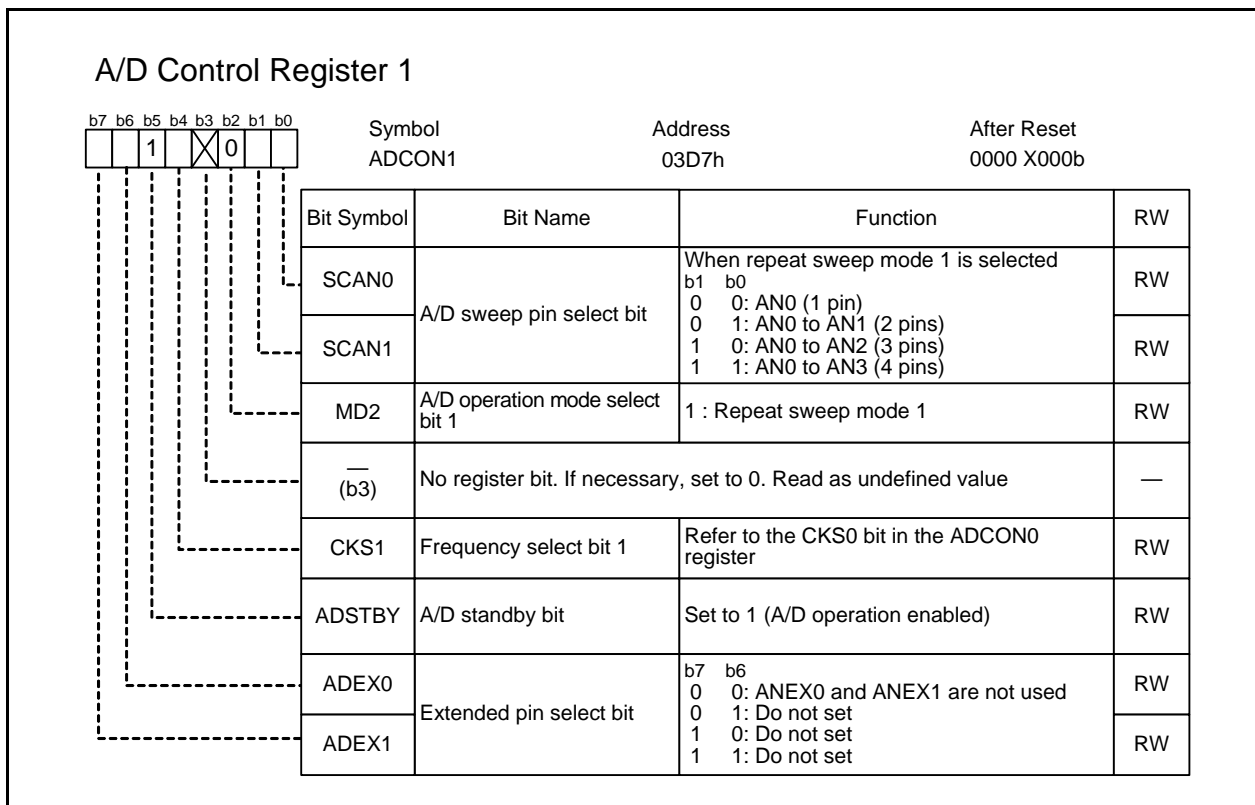 A/D Control Register 1
b7 b6 b5 b4 b3 b2 b1 b0
1 0
Symbol Address After Reset
ADCON1 03D7h 0000 X000b
Bit Symbol Bit Name Function RW
SCAN0 RW
SCAN1 RW
A/D sweep pin select bit
When repeat sweep mode 1 is selected
b1 b0
0 0: AN0 (1 pin)
0 1: AN0 to AN1 (2 pins)
1 0: AN0 to AN2 (3 pins)
1 1: AN0 to AN3 (4 pins)
MD2 A/D operation mode select
bit 1
1 : Repeat sweep mode 1 RW
—
(b3)
No register bit. If necessary, set to 0. Read as undefined value —
CKS1 Frequency select bit 1
Refer to the CKS0 bit in the ADCON0
register
RW
ADSTBY A/D standby bit Set to 1 (A/D operation enabled) RW
ADEX0 RW
ADEX1 RW
Extended pin select bit
b7 b6
0 0: ANEX0 and ANEX1 are not used
0 1: Do not set
1 0: Do not set
1 1: Do not set